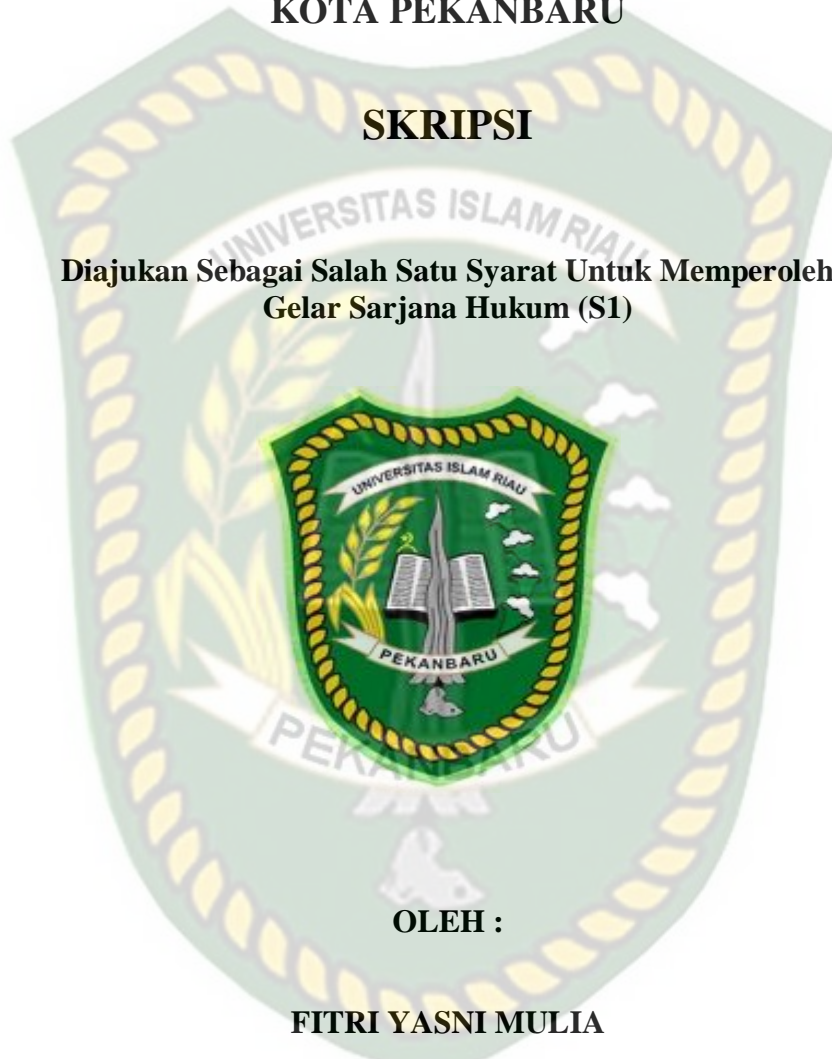 KOTA PEKANBARU
SKRIPSI
UNIVERSITAS ISLAM RIAU
Diajukan Sebagai Salah Satu Syarat Untuk Memperoleh
Gelar Sarjana Hukum (S1)
UNIVERSITAS ISLAM RIAU
PEKANBARU
PEKANBARU
OLEH :
FITRI YASNI MULIA